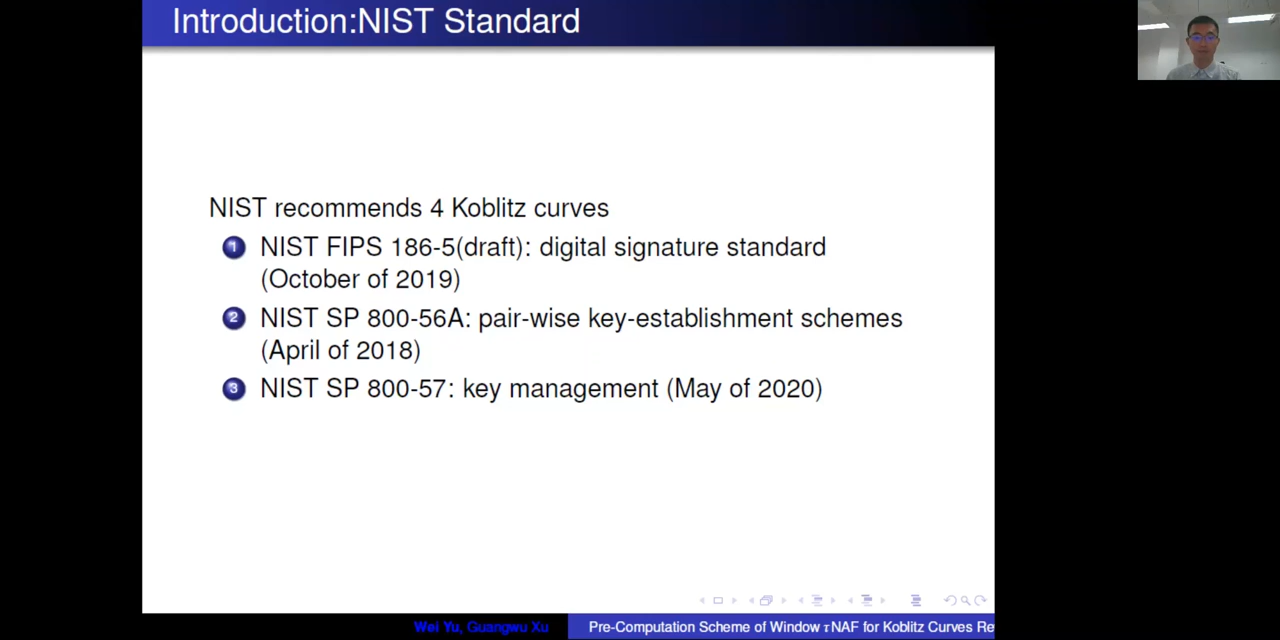 Introduction:NIST Standard
NIST recommends 4 Koblitz curves
1 NIST FIPS 186-5(draft): digital signature standard
(October of 2019)
2 NIST SP 800-56A: pair-wise key-establishment schemes
(April of 2018)
3 NIST SP 800-57: key management (May of 2020)
Wei Yu, Guangwu Xu
Pre-Computation Scheme of Window τNAF for Koblitz Curves Re